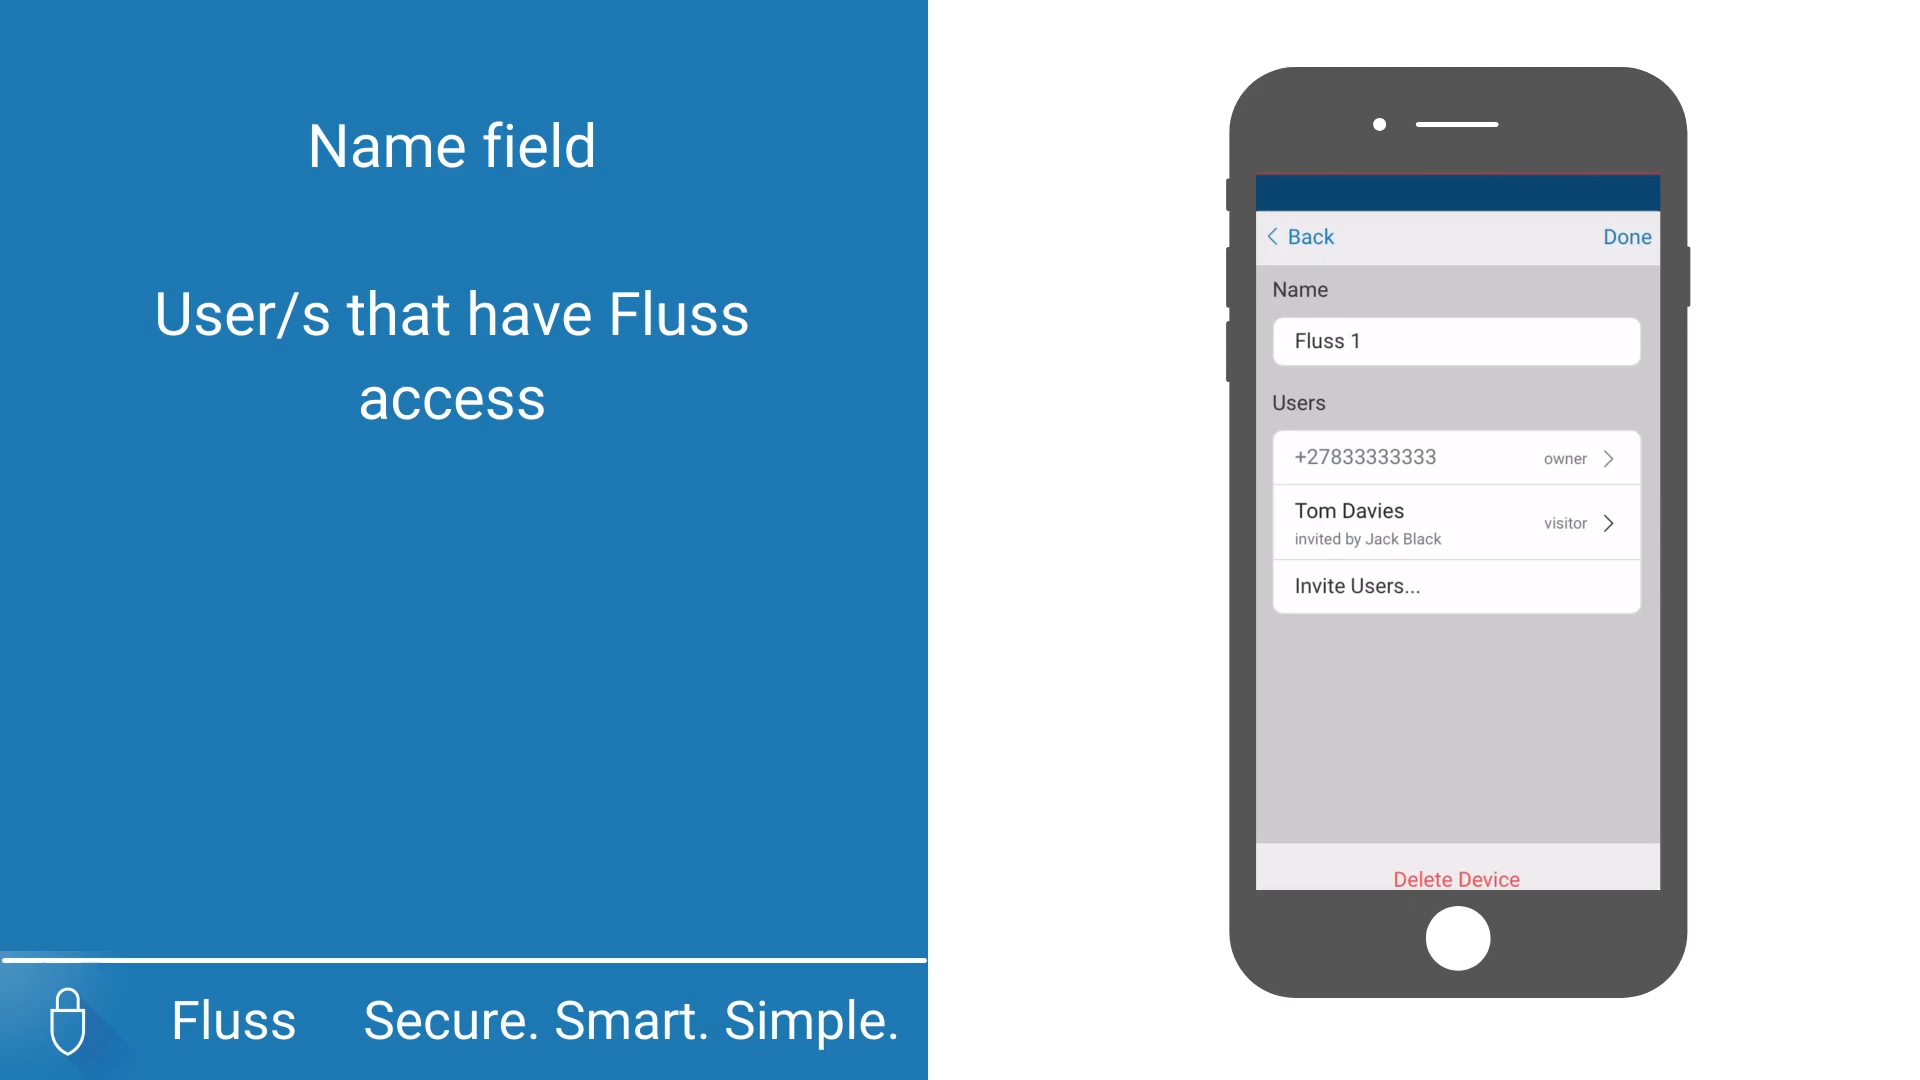 Name field
User/s that have Fluss
access
Fluss
Secure. Smart. Simple.
Back
Done
Name
Fluss 1
Users
+27833333333
owner
Tom Davies
invited by Jack Black
visitor
Invite Users...
Delete Device